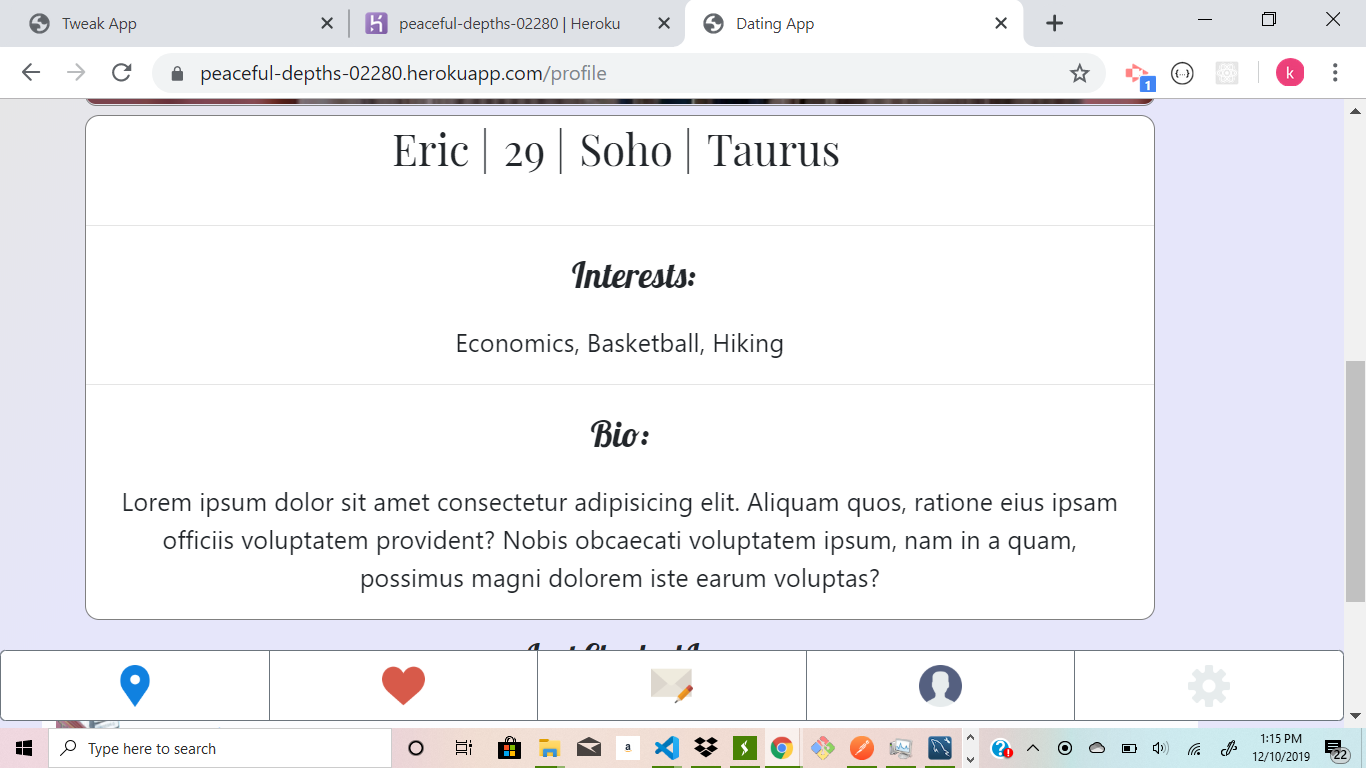 Tweak App
peaceful-depths-02280 | Heroku
Dating App
peaceful-depths-02280.herokuapp.com/profile
1
k
Eric | 29 | Soho | Taurus
Interests:
Economics, Basketball, Hiking
Bio:
Lorem ipsum dolor sit amet consectetur adipisicing elit. Aliquam quos, ratione eius ipsam
officiis voluptatem provident? Nobis obcaecati voluptatem ipsum, nam in a quam,
possimus magni dolorem iste earum voluptas?
Type here to search
a
1:15 PM
12/10/2019
22